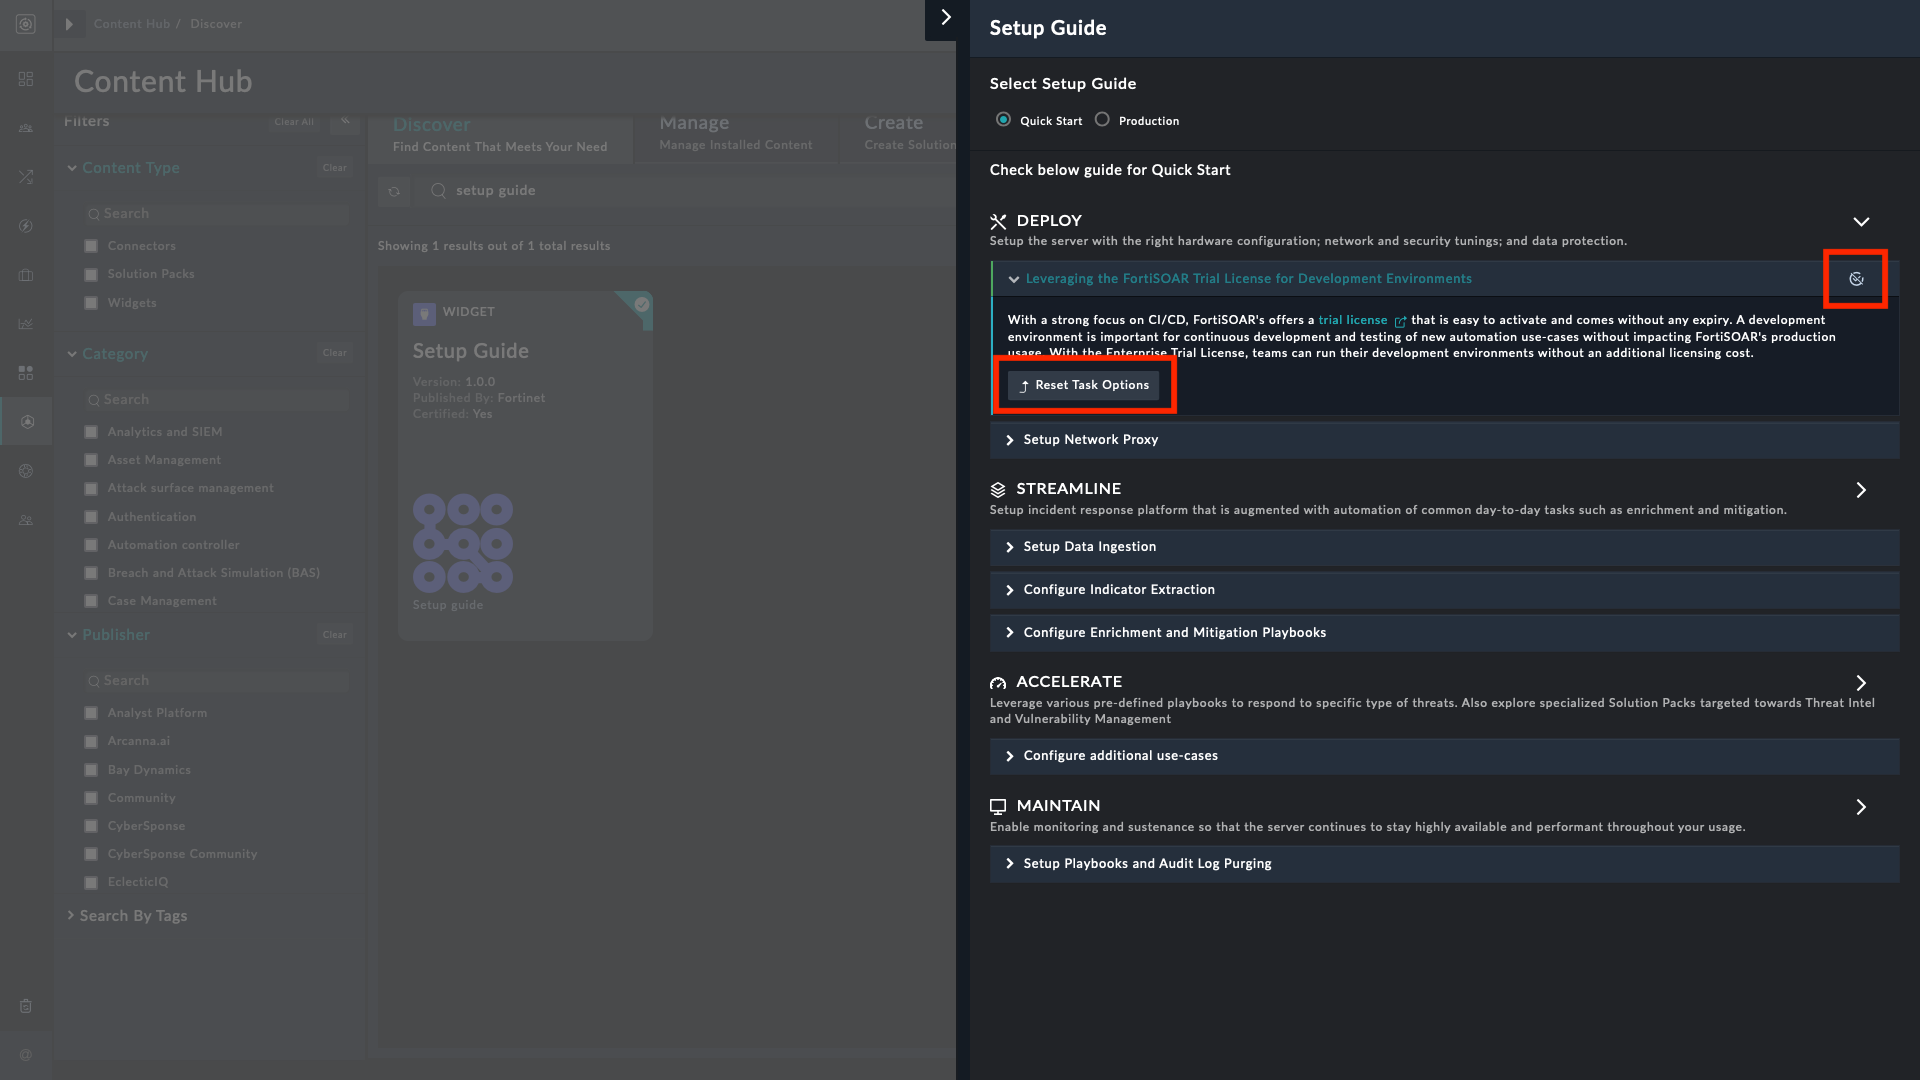 Content Hub / Discover
Content Hub
Filters
Clear All
Content Type
Clear
Search
Connectors
Solution Packs
Widgets
Category
Clear
Search
Analytics and SIEM
Asset Management
Attack surface management
Authentication
Automation controller
Breach and Attack Simulation (BAS)
Case Management
Publisher
Clear
Search
Analyst Platform
Arcanna.ai
Bay Dynamics
Community
CyberSponse
CyberSponse Community
EclecticIQ
Search By Tags
Discover
Find Content That Meets Your Need
Manage
Manage Installed Content
Create
Create Solution
setup guide
Showing 1 results out of 1 total results
WIDGET
Setup Guide
Version: 1.0.0
Published By: Fortinet
Certified: Yes
Setup guide
Setup Guide
Select Setup Guide
Quick Start
Production
Check below guide for Quick Start
DEPLOY
Setup the server with the right hardware configuration; network and security tunings; and data protection.
Leveraging the FortiSOAR Trial License for Development Environments
With a strong focus on CI/CD, FortiSOAR's offers a trial license that is easy to activate and comes without any expiry. A development
environment is important for continuous development and testing of new automation use-cases without impacting FortiSOAR's production
usage. With the Enterprise Trial License, teams can run their development environments without an additional licensing cost.
Reset Task Options
Setup Network Proxy
STREAMLINE
Setup incident response platform that is augmented with automation of common day-to-day tasks such as enrichment and mitigation.
Setup Data Ingestion
Configure Indicator Extraction
Configure Enrichment and Mitigation Playbooks
ACCELERATE
Leverage various pre-defined playbooks to respond to specific type of threats. Also explore specialized Solution Packs targeted towards Threat Intel
and Vulnerability Management
Configure additional use-cases
MAINTAIN
Enable monitoring and sustenance so that the server continues to stay highly available and performant throughout your usage.
Setup Playbooks and Audit Log Purging